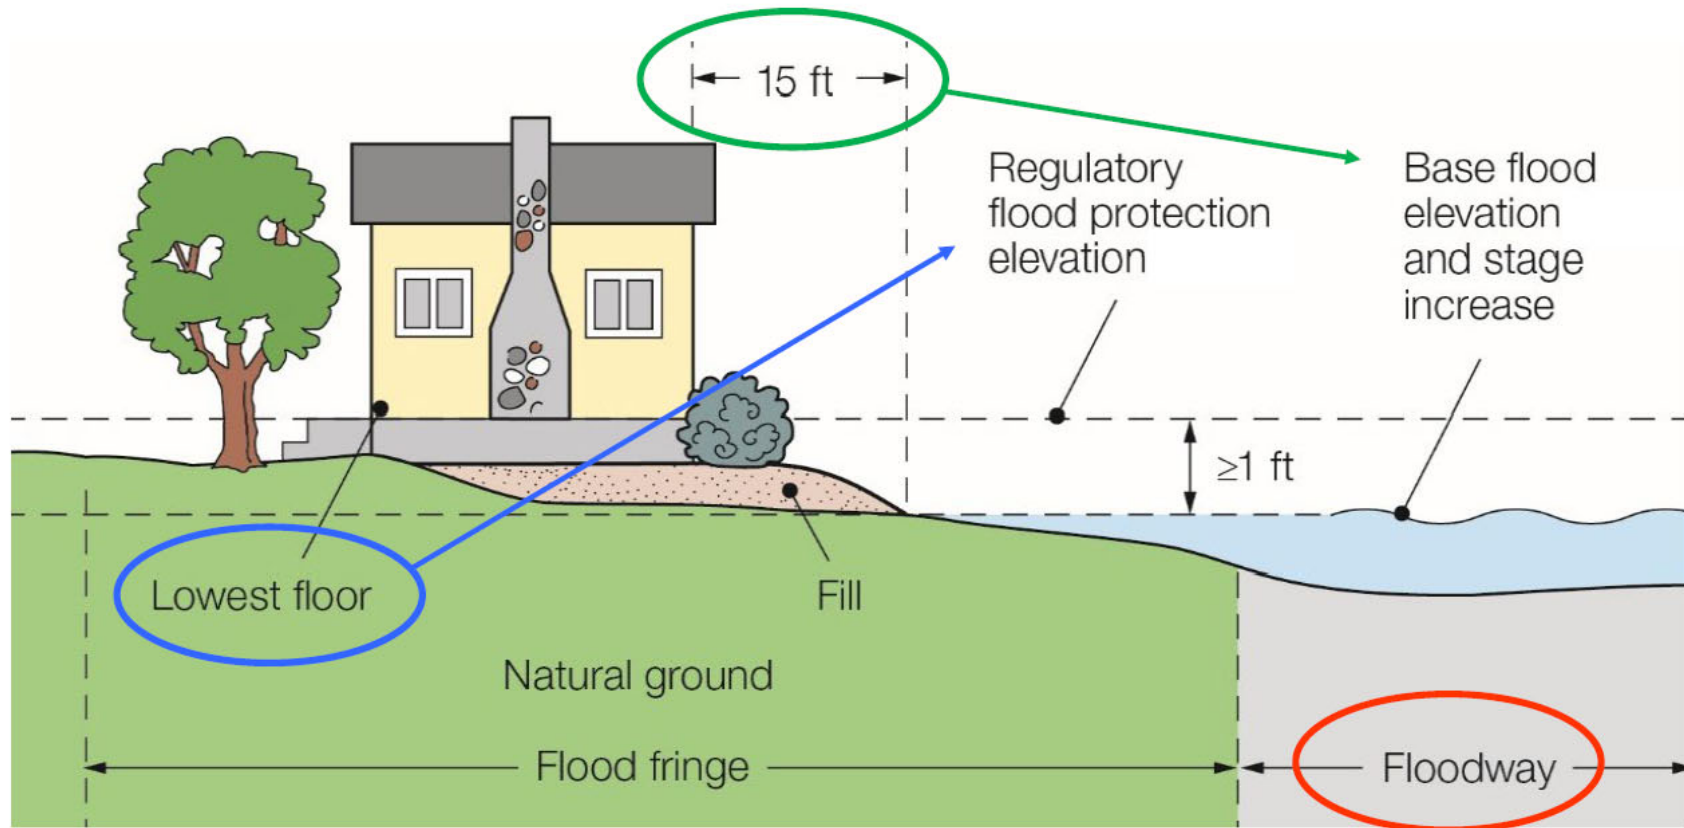 15 ft
Regulatory
flood protection
elevation
Base flood
elevation
and stage
increase
≥1 ft
Lowest floor
Fill
Natural ground
Flood fringe
Floodway